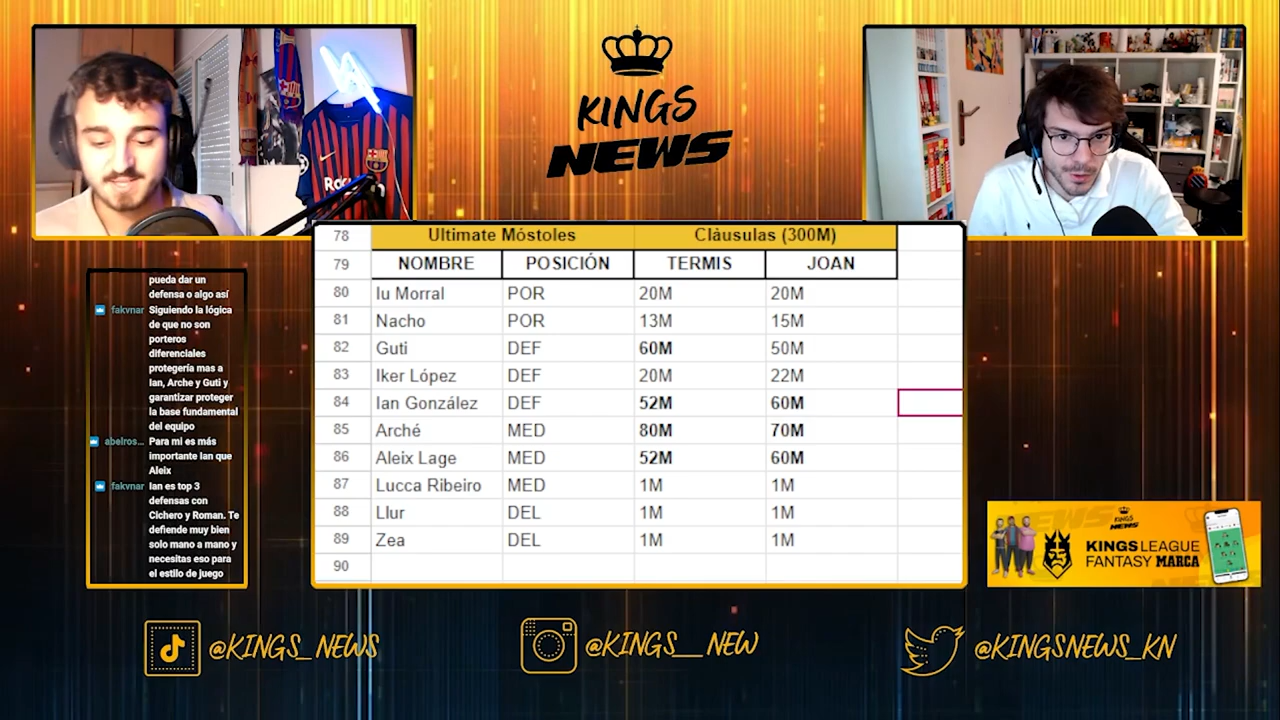 KINGS
NEWS
Ro
78 Ultimate Móstoles Cláusulas (300M)
79 NOMBRE POSICIÓN TERMIS JOAN
80 Iu Morral POR 20M 20M
81 Nacho POR 13M 15M
82 Guti DEF 60M 50M
83 Iker López DEF 20M 22M
84 Ian González DEF 52M 60M
85 Arché MED 80M 70M
86 Aleix Lage MED 52M 60M
87 Lucca Ribeiro MED 1M 1M
88 Llur DEL 1M 1M
89 Zea DEL 1M 1M
90
pueda dar un
defensa o algo así
fakvnar Siguiendo la lógica
de que no son
porteros
diferenciales
protegería mas a
Ian, Arche y Guti y
garantizar proteger
la base fundamental
del equipo
abelros... Para mi es más
importante Ian que
Aleix
fakvnar Ian es top 3
defensas con
Cichero y Roman. Te
defiende muy bien
solo mano a mano y
necesitas eso para
el estilo de juego
KINGS
NEWS
KINGS LEAGUE
FANTASY MARCA
@KINGS_NEWS
@KINGS__NEW
@KINGSNEWS_KN